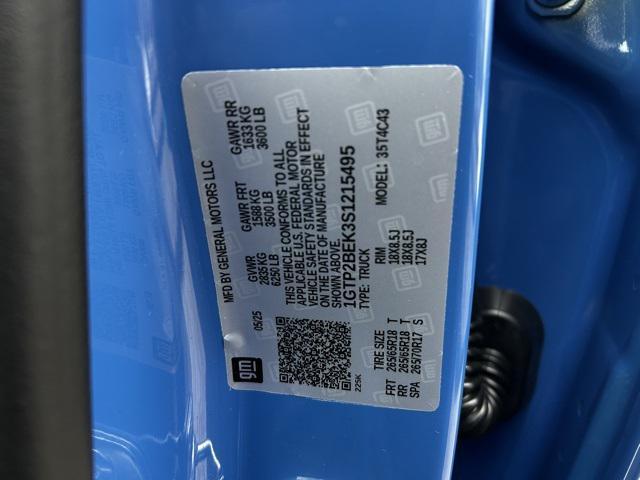 MFD BY GENERAL MOTORS LLC
05/25 GVWR GAWR FRT GAWR RR
2835 KG 1588 KG 1633 KG
6250 LB 3500 LB 3600 LB
THIS VEHICLE CONFORMS TO ALL
APPLICABLE U.S. FEDERAL MOTOR
VEHICLE SAFETY STANDARDS IN EFFECT
ON THE DATE OF MANUFACTURE
SHOWN ABOVE.
1GTP2BEK3S1215495
TYPE: TRUCK MODEL: 35T4C43
225K
TIRE SIZE RIM
FRT 265/65R18 T 18X8.5J
RR 265/65R18 T 18X8.5J
SPA 265/70R17 S 17X8J
gm